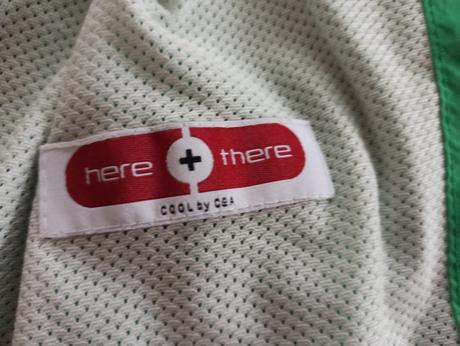 here + there
COOL by C&A